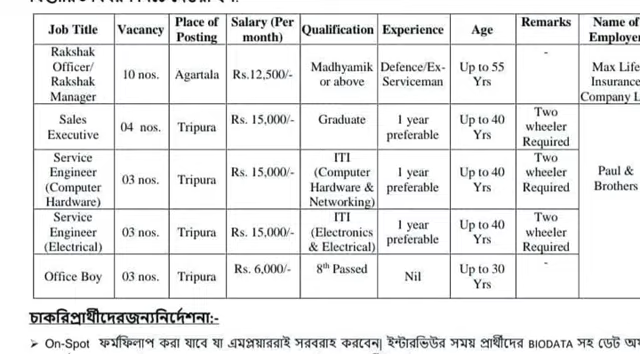 Job Title | Vacancy | Place of Posting | Salary (Per month) | Qualification | Experience | Age | Remarks | Name of
Rakshak Officer/ Rakshak Manager | 10 nos. | Agartala | Rs.12,500/- | Madhyamik or above | Defence/Ex-Serviceman | Up to 55 Yrs | - | Max Life Insurance Company
Sales Executive | 04 nos. | Tripura | Rs. 15,000/- | Graduate | 1 year preferable | Up to 40 Yrs | Two wheeler Required | Paul & Brothers
Service Engineer (Computer Hardware) | 03 nos. | Tripura | Rs. 15,000/- | ITI (Computer Hardware & Networking) | 1 year preferable | Up to 40 Yrs | Two wheeler Required
Service Engineer (Electrical) | 03 nos. | Tripura | Rs. 15,000/- | ITI (Electronics & Electrical) | 1 year preferable | Up to 40 Yrs | Two wheeler Required
Office Boy | 03 nos. | Tripura | Rs. 6,000/- | 8th Passed | Nil | Up to 30 Yrs | -
চাকরিপ্রার্থীদেরজন্যনির্দেশনা:-
➢ On-Spot ফর্মফিলাপ করা যাবে যা এমপ্লয়াররাই সরবরাহ করবেন| ইন্টারভিউর সময় প্রার্থীদের BIODATA সহ ডেট